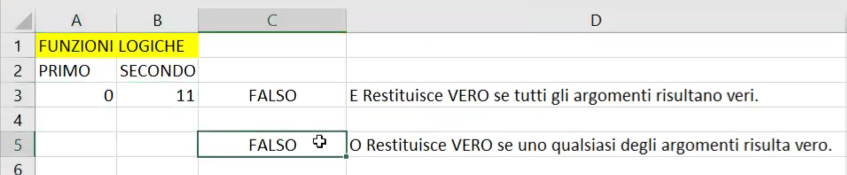 A B C D
1 FUNZIONI LOGICHE
2 PRIMO SECONDO
3 0 11 FALSO E Restituisce VERO se tutti gli argomenti risultano veri.
4
5 FALSO O Restituisce VERO se uno qualsiasi degli argomenti risulta vero.
6